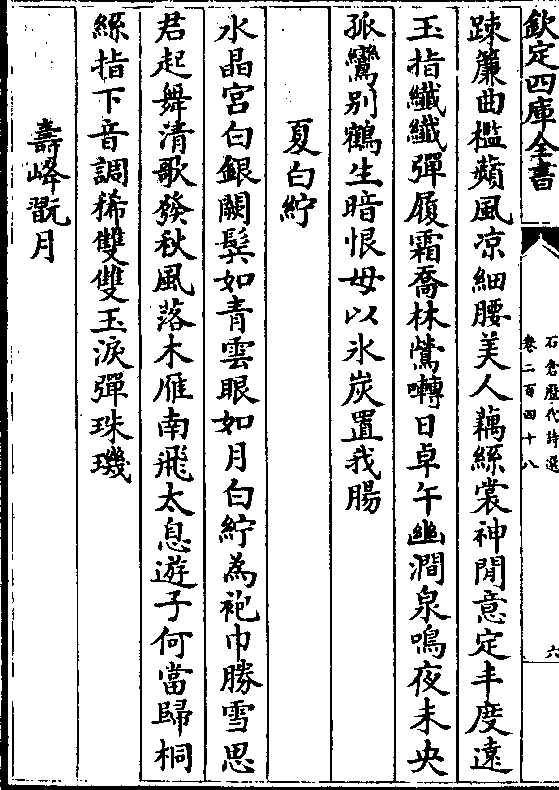 欽定四庫全書
石倉歷代詩選
卷二百四十八
六
踈簾曲檻蘋風凉細腰美人藕絲裳神閒意定丰度遠
玉指纎纎彈履霜喬林鶯囀日卓午幽澗泉鳴夜未央
孤鸞别鶴生暗恨毋以氷炭置我腸
夏白紵
水晶宫白銀闕鬂如青雲眼如月白紵為袍巾勝雪思
君起舞清歌發秋風落木雁南飛太息遊子何當歸桐
絲指下音調稀雙雙玉淚彈珠璣
壽峰翫月